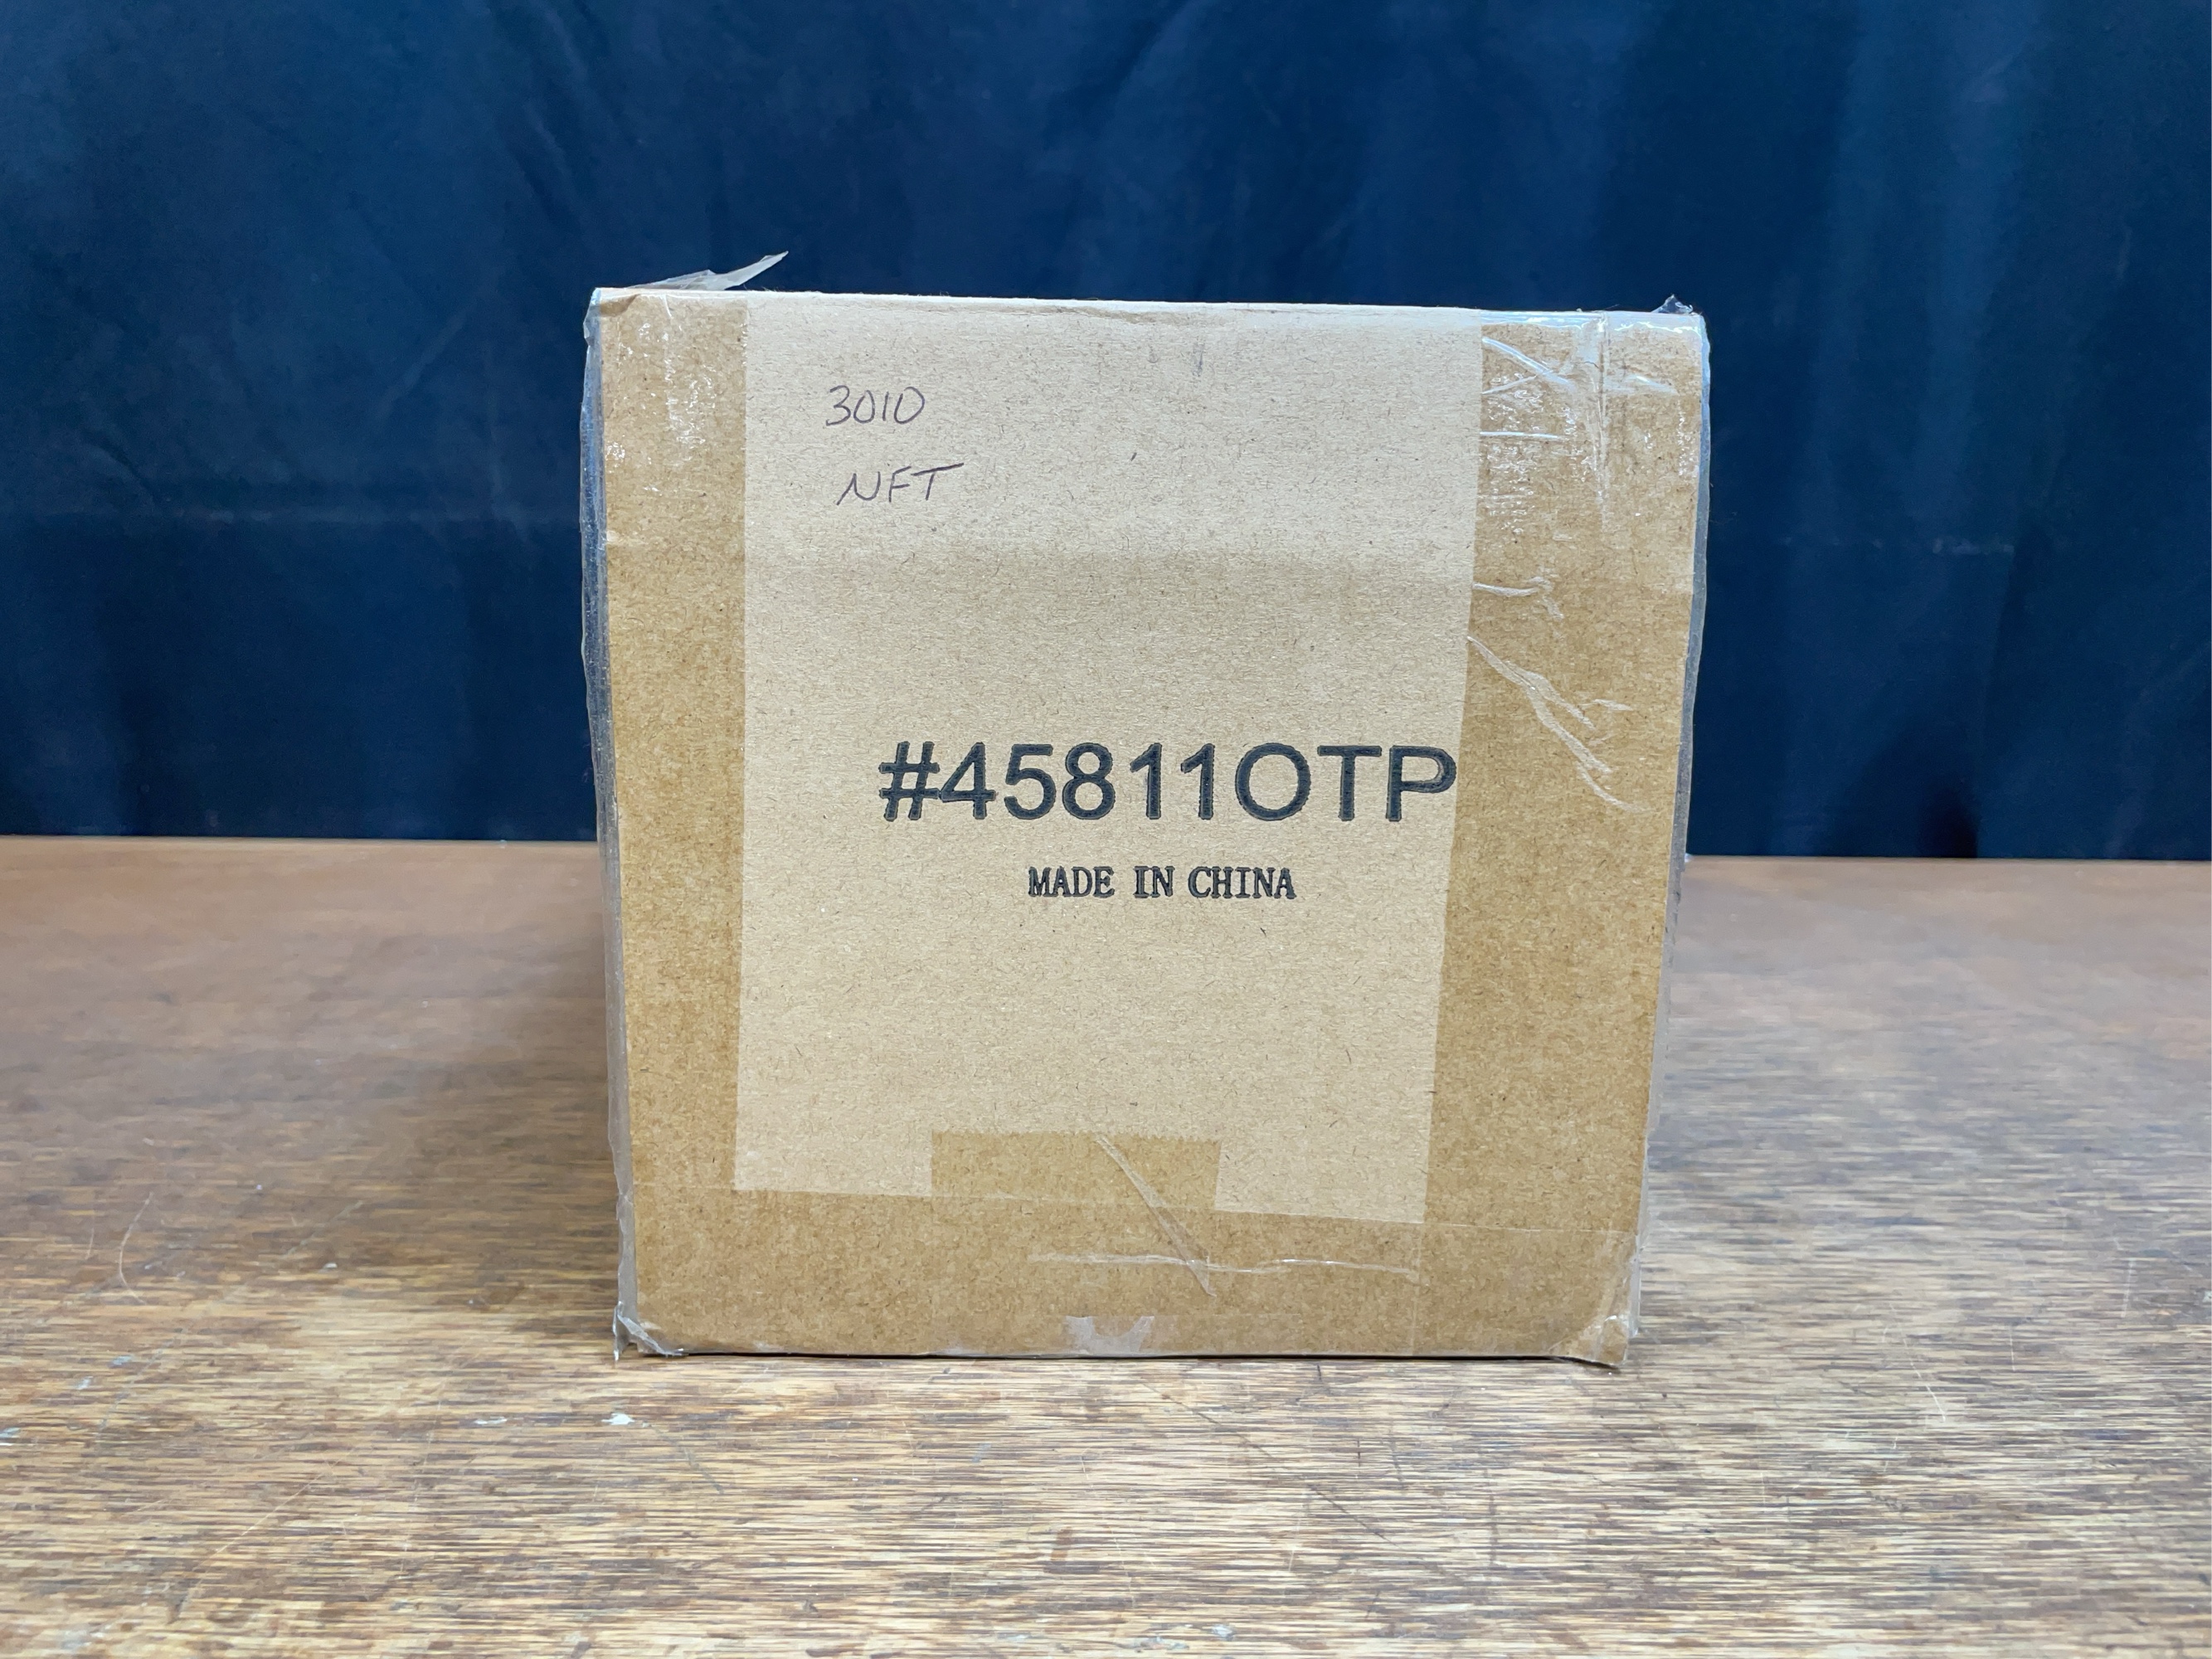 3010
NFT
#45811OTP
MADE IN CHINA